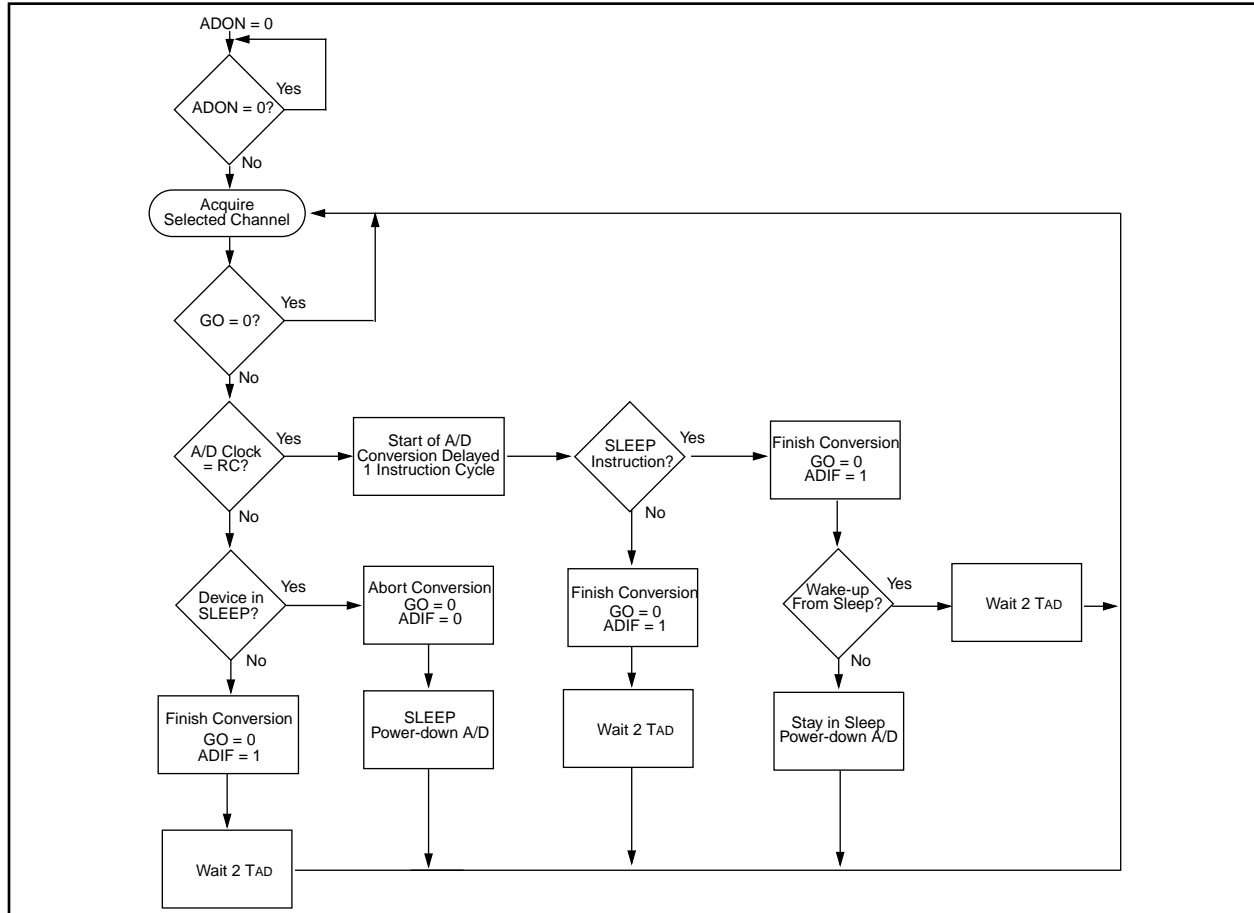 ADON = 0
Yes
ADON = 0?
No
Acquire
Selected Channel
Yes
GO = 0?
No
A/D Clock
= RC?
Yes
Start of A/D
Conversion Delayed
1 Instruction Cycle
SLEEP
Instruction?
Yes
Finish Conversion
GO = 0
ADIF = 1
No
No
Device in
SLEEP?
Yes
Abort Conversion
GO = 0
ADIF = 0
Finish Conversion
GO = 0
ADIF = 1
Wake-up
From Sleep?
Yes
Wait 2 TAD
No
No
Finish Conversion
GO = 0
ADIF = 1
SLEEP
Power-down A/D
Wait 2 TAD
Stay in Sleep
Power-down A/D
Wait 2 TAD